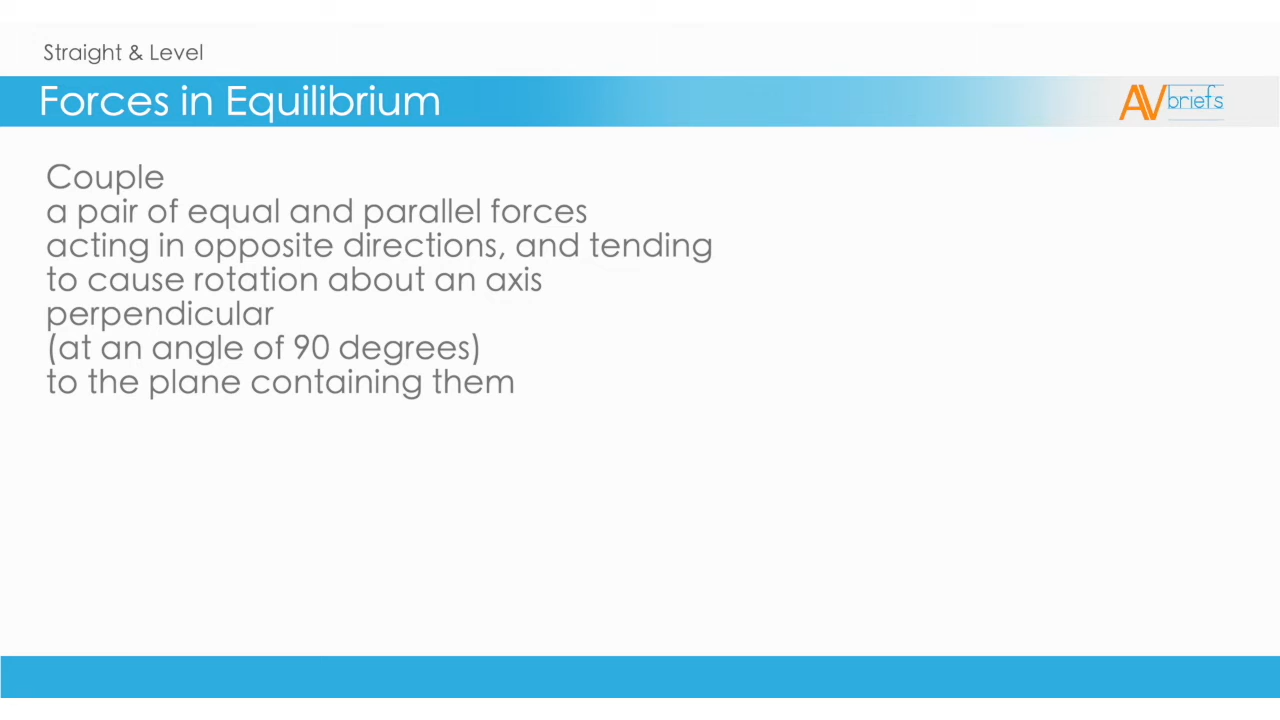 Straight & Level
Forces in Equilibrium
AV briefs
Couple
a pair of equal and parallel forces
acting in opposite directions, and tending
to cause rotation about an axis
perpendicular
(at an angle of 90 degrees)
to the plane containing them